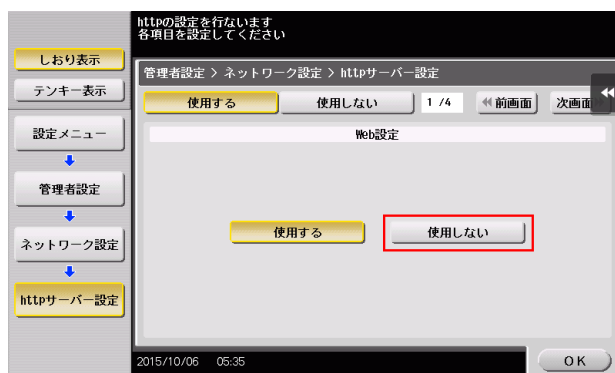 httpの設定を行ないます
各項目を設定してください
しおり表示
テンキー表示
設定メニュー
管理者設定
ネットワーク設定
httpサーバー設定
管理者設定 > ネットワーク設定 > httpサーバー設定
使用する 使用しない 1 /4 前画面 次画面
Web設定
使用する 使用しない
2015/10/06 05:35
OK